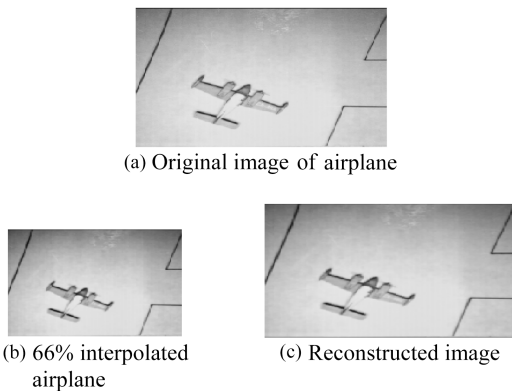 (a) Original image of airplane
(b) 66% interpolated
airplane
(c) Reconstructed image